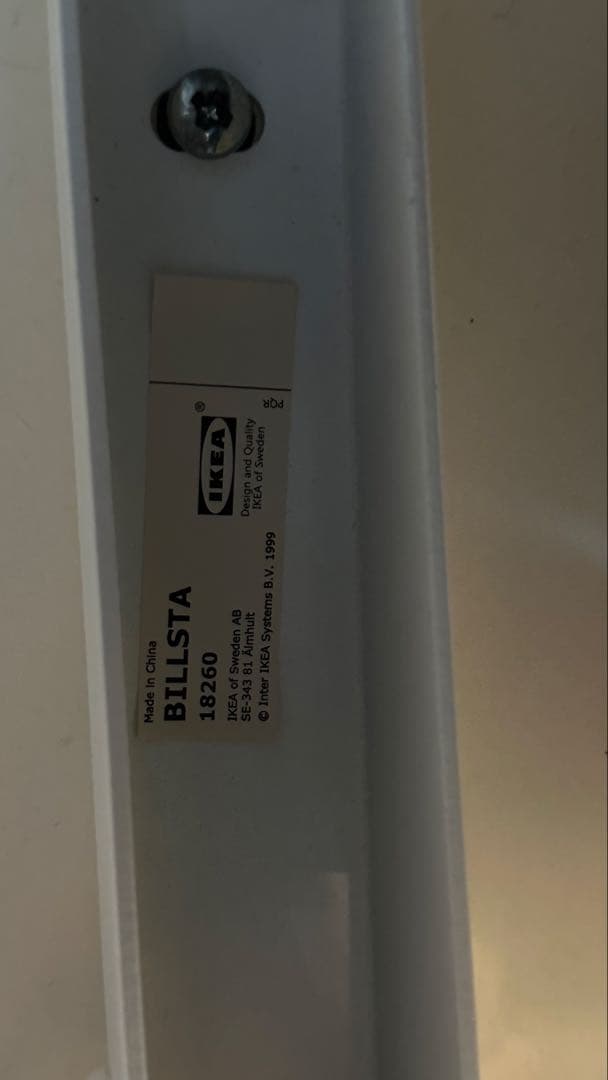 Made in China
BILLSTA
18260
IKEA of Sweden AB
SE-343 81 Älmhult
© Inter IKEA Systems B.V. 1999
IKEA®
Design and Quality
IKEA of Sweden